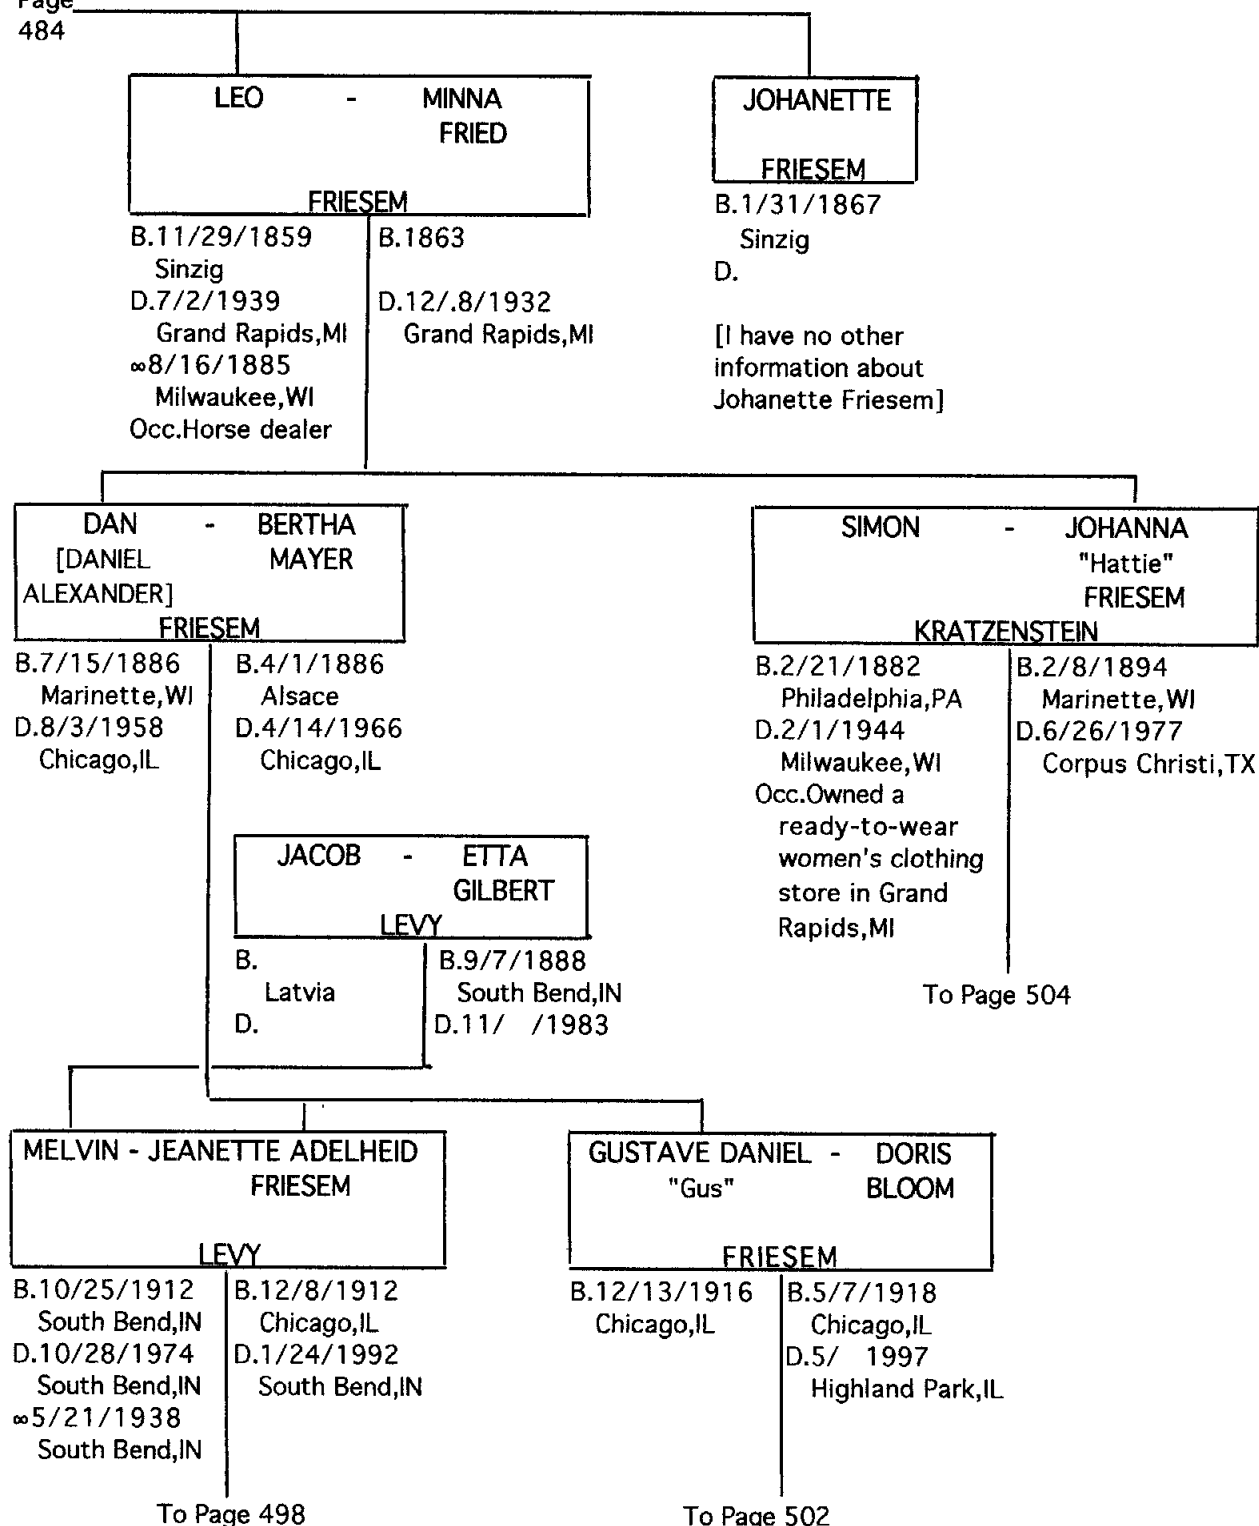 Page
484
LEO - MINNA
FRIED
FRIESEM
B.11/29/1859
Sinzig
D.7/2/1939
Grand Rapids,MI
∞8/16/1885
Milwaukee,WI
Occ.Horse dealer
B.1863
D.12/.8/1932
Grand Rapids,MI
JOHANETTE
FRIESEM
B.1/31/1867
Sinzig
D.
[I have no other
information about
Johanette Friesem]
DAN - BERTHA
[DANIEL MAYER
ALEXANDER]
FRIESEM
B.7/15/1886
Marinette,WI
D.8/3/1958
Chicago,IL
B.4/1/1886
Alsace
D.4/14/1966
Chicago,IL
SIMON - JOHANNA
"Hattie"
FRIESEM
KRATZENSTEIN
B.2/21/1882
Philadelphia,PA
D.2/1/1944
Milwaukee,WI
Occ.Owned a
ready-to-wear
women's clothing
store in Grand
Rapids,MI
B.2/8/1894
Marinette,WI
D.6/26/1977
Corpus Christi,TX
To Page 504
JACOB - ETTA
GILBERT
LEVY
B.
Latvia
D.
B.9/7/1888
South Bend,IN
D.11/ /1983
MELVIN - JEANETTE ADELHEID
FRIESEM
LEVY
B.10/25/1912
South Bend,IN
D.10/28/1974
South Bend,IN
∞5/21/1938
South Bend,IN
B.12/8/1912
Chicago,IL
D.1/24/1992
South Bend,IN
To Page 498
GUSTAVE DANIEL - DORIS
"Gus" BLOOM
FRIESEM
B.12/13/1916
Chicago,IL
B.5/7/1918
Chicago,IL
D.5/ 1997
Highland Park,IL
To Page 502